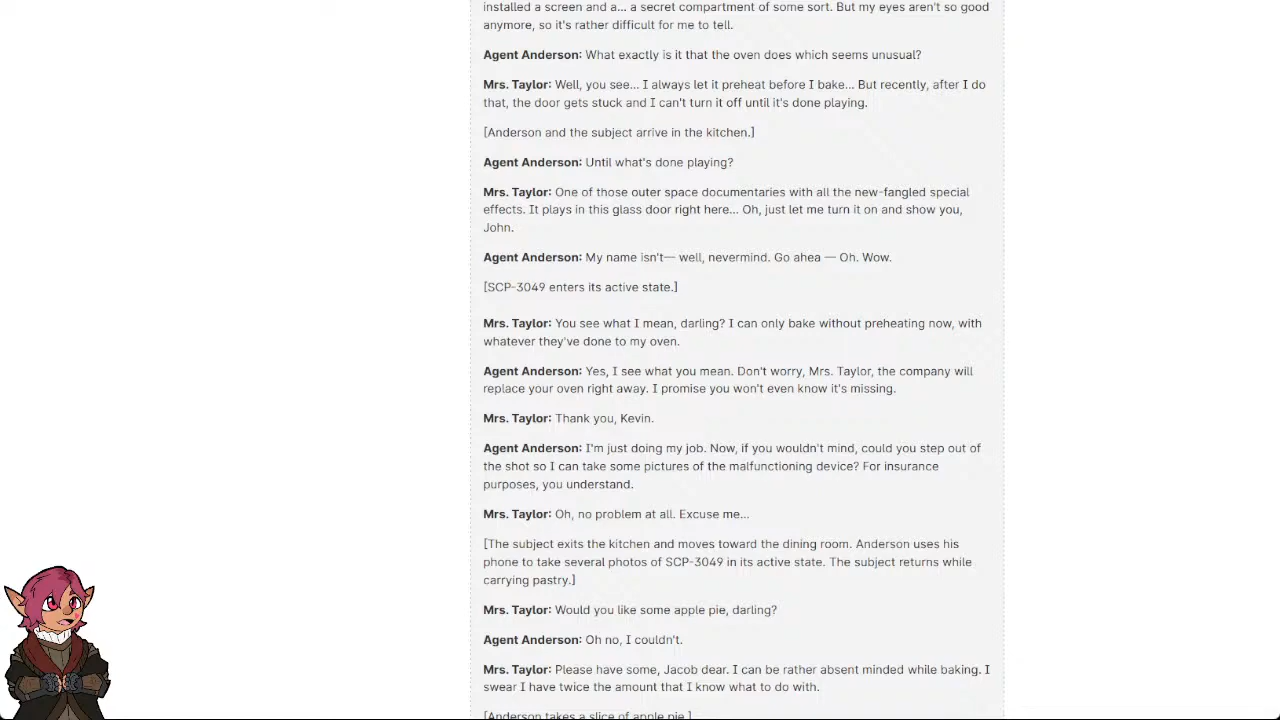 installed a screen and a... a secret compartment of some sort. But my eyes aren't so good
anymore, so it's rather difficult for me to tell.
Agent Anderson: What exactly is it that the oven does which seems unusual?
Mrs. Taylor: Well, you see... I always let it preheat before I bake... But recently, after I do
that, the door gets stuck and I can't turn it off until it's done playing.
[Anderson and the subject arrive in the kitchen.]
Agent Anderson: Until what's done playing?
Mrs. Taylor: One of those outer space documentaries with all the new-fangled special
effects. It plays in this glass door right here... Oh, just let me turn it on and show you,
John.
Agent Anderson: My name isn't— well, nevermind. Go ahea — Oh. Wow.
[SCP-3049 enters its active state.]
Mrs. Taylor: You see what I mean, darling? I can only bake without preheating now, with
whatever they've done to my oven.
Agent Anderson: Yes, I see what you mean. Don't worry, Mrs. Taylor, the company will
replace your oven right away. I promise you won't even know it's missing.
Mrs. Taylor: Thank you, Kevin.
Agent Anderson: I'm just doing my job. Now, if you wouldn't mind, could you step out of
the shot so I can take some pictures of the malfunctioning device? For insurance
purposes, you understand.
Mrs. Taylor: Oh, no problem at all. Excuse me...
[The subject exits the kitchen and moves toward the dining room. Anderson uses his
phone to take several photos of SCP-3049 in its active state. The subject returns while
carrying pastry.]
Mrs. Taylor: Would you like some apple pie, darling?
Agent Anderson: Oh no, I couldn't.
Mrs. Taylor: Please have some, Jacob dear. I can be rather absent minded while baking. I
swear I have twice the amount that I know what to do with.
[Anderson takes a slice of apple pie.]